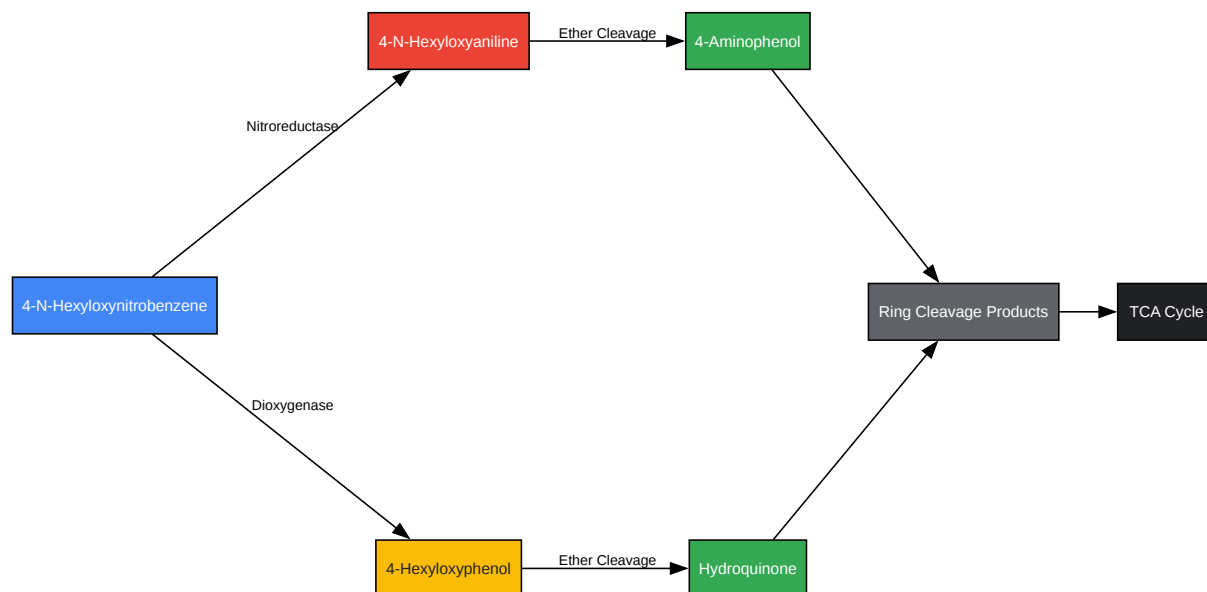 4-N-Hexyloxyaniline
Ether Cleavage
4-Aminophenol
Nitroreductase
4-N-Hexyloxynitrobenzene
Ring Cleavage Products
TCA Cycle
Dioxygenase
4-Hexyloxyphenol
Ether Cleavage
Hydroquinone